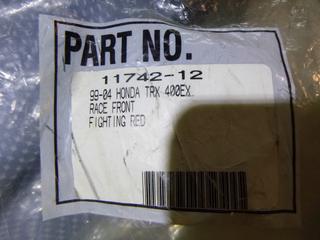 PART NO.
11742-12
99-04 HONDA TRX 400EX
RACE FRONT
FIGHTING RED